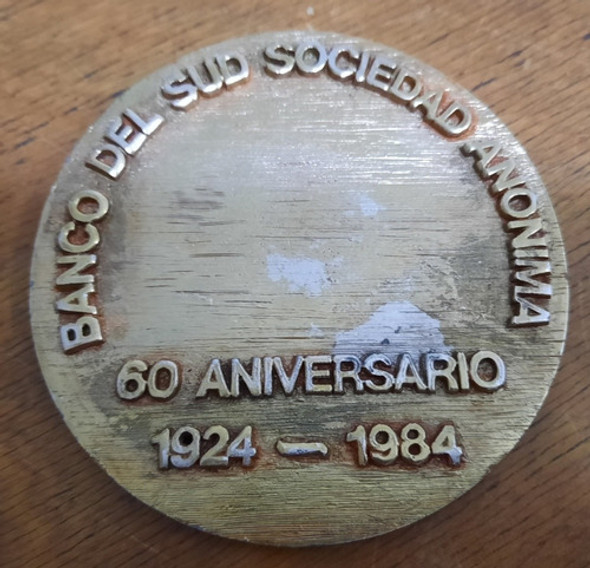 BANCO DEL SUD SOCIEDAD ANONIMA
60 ANIVERSARIO
1924 — 1984